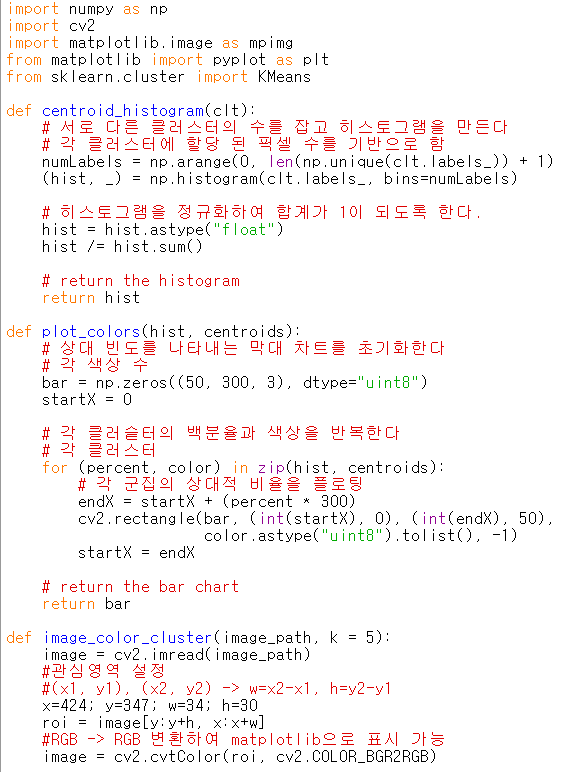 import numpy as np
import cv2
import matplotlib.image as mpimg
from matplotlib import pyplot as plt
from sklearn.cluster import KMeans

def centroid_histogram(clt):
    # 서로 다른 클러스터의 수를 잡고 히스토그램을 만든다
    # 각 클러스터에 할당 된 픽셀 수를 기반으로 함
    numLabels = np.arange(0, len(np.unique(clt.labels_)) + 1)
    (hist, _) = np.histogram(clt.labels_, bins=numLabels)

    # 히스토그램을 정규화하여 합계가 1이 되도록 한다.
    hist = hist.astype("float")
    hist /= hist.sum()

    # return the histogram
    return hist

def plot_colors(hist, centroids):
    # 상대 빈도를 나타내는 막대 차트를 초기화한다
    # 각 색상 수
    bar = np.zeros((50, 300, 3), dtype="uint8")
    startX = 0

    # 각 클러슽터의 백분율과 색상을 반복한다
    # 각 클러스터
    for (percent, color) in zip(hist, centroids):
        # 각 군집의 상대적 비율을 플로팅
        endX = startX + (percent * 300)
        cv2.rectangle(bar, (int(startX), 0), (int(endX), 50),
                      color.astype("uint8").tolist(), -1)
        startX = endX

    # return the bar chart
    return bar

def image_color_cluster(image_path, k = 5):
    image = cv2.imread(image_path)
    #관심영역 설정
    #(x1, y1), (x2, y2) -> w=x2-x1, h=y2-y1
    x=424; y=347; w=34; h=30
    roi = image[y:y+h, x:x+w]
    #RGB -> RGB 변환하여 matplotlib으로 표시 가능
    image = cv2.cvtColor(roi, cv2.COLOR_BGR2RGB)